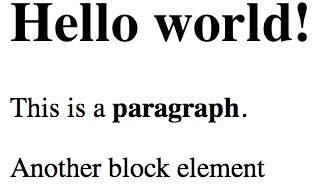 Hello world!
This is a paragraph.
Another block element